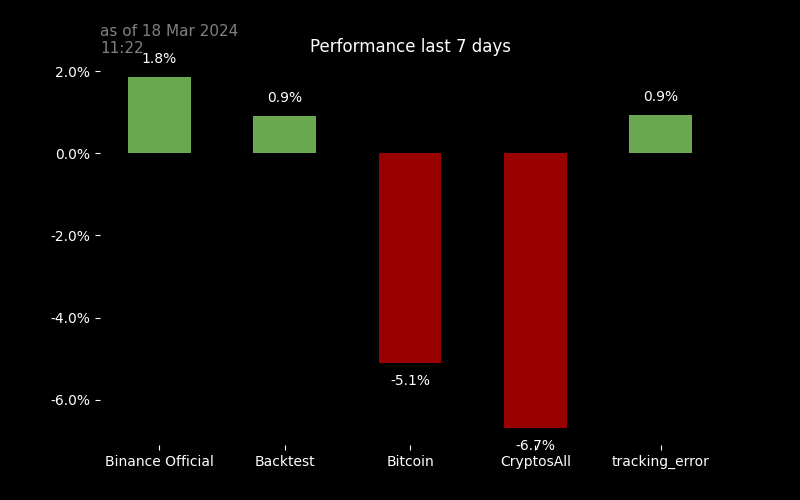 as of 18 Mar 2024
11:22
Performance last 7 days
1.8%
2.0%
0.9%
0.9%
0.0%
-2.0%
-4.0%
-5.1%
-6.0%
-6.7%
Binance Official
Backtest
Bitcoin
CryptosAll
tracking_error